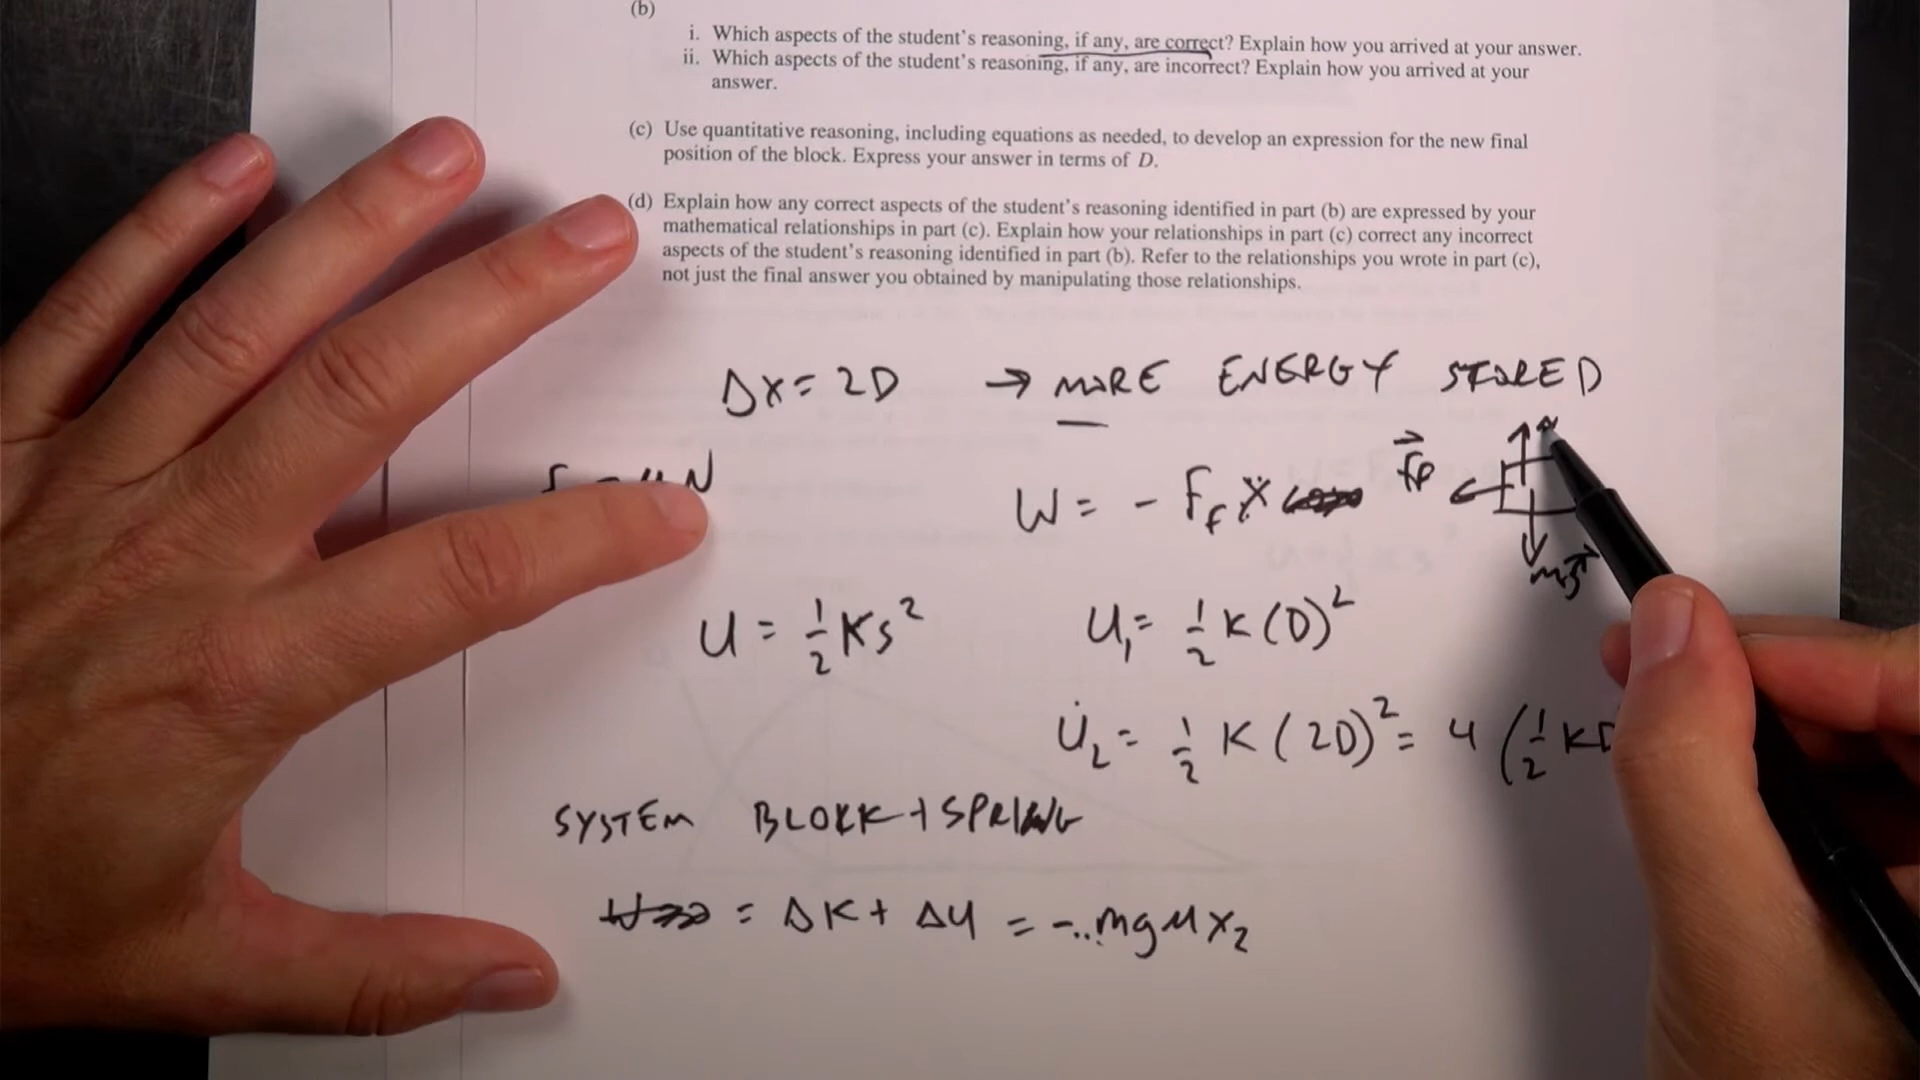 (b)
i. Which aspects of the student's reasoning, if any, are correct? Explain how you arrived at your answer.
ii. Which aspects of the student's reasoning, if any, are incorrect? Explain how you arrived at your
answer.
(c) Use quantitative reasoning, including equations as needed, to develop an expression for the new final
position of the block. Express your answer in terms of D.
(d) Explain how any correct aspects of the student's reasoning identified in part (b) are expressed by your
mathematical relationships in part (c). Explain how your relationships in part (c) correct any incorrect
aspects of the student's reasoning identified in part (b). Refer to the relationships you wrote in part (c),
not just the final answer you obtained by manipulating those relationships.
Δx = 2D → MORE ENERGY STORED
N
W = - F_f x
mg
U = 1/2 Ks²
U₁ = 1/2 K (D)²
U₂ = 1/2 K (2D)² = 4 (1/2 K
SYSTEM BLOCK + SPRING
= ΔK + ΔU = - mgμx₂